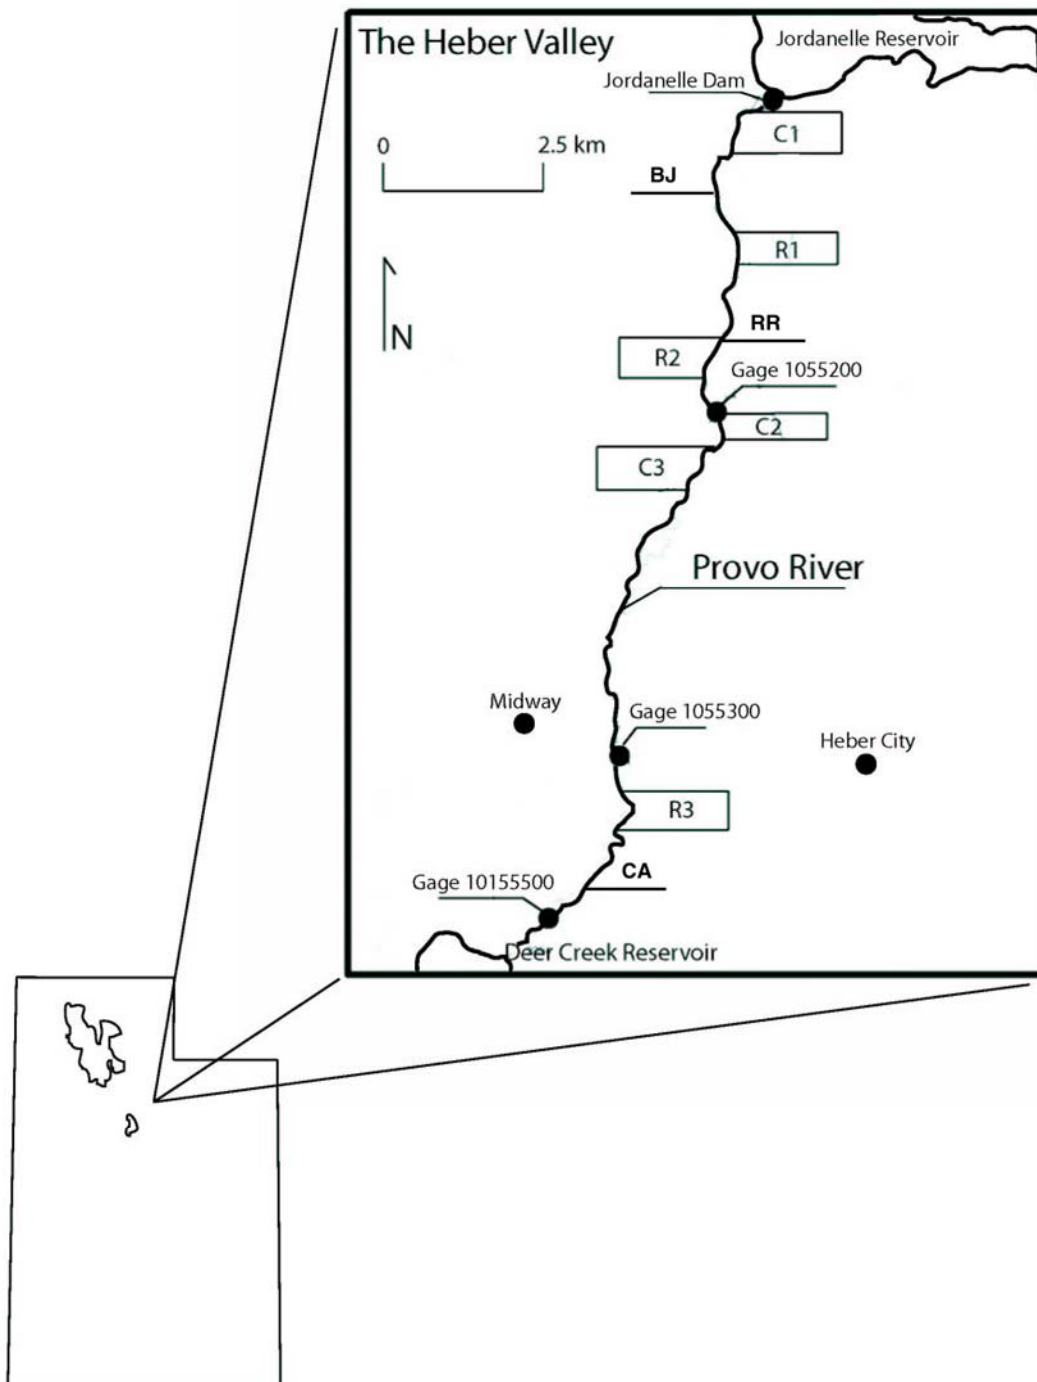 The Heber Valley
Jordanelle Reservoir
Jordanelle Dam
C1
0 2.5 km
BJ
R1
N
RR
R2
Gage 1055200
C2
C3
Provo River
Midway
Gage 1055300
Heber City
R3
CA
Gage 10155500
Deer Creek Reservoir